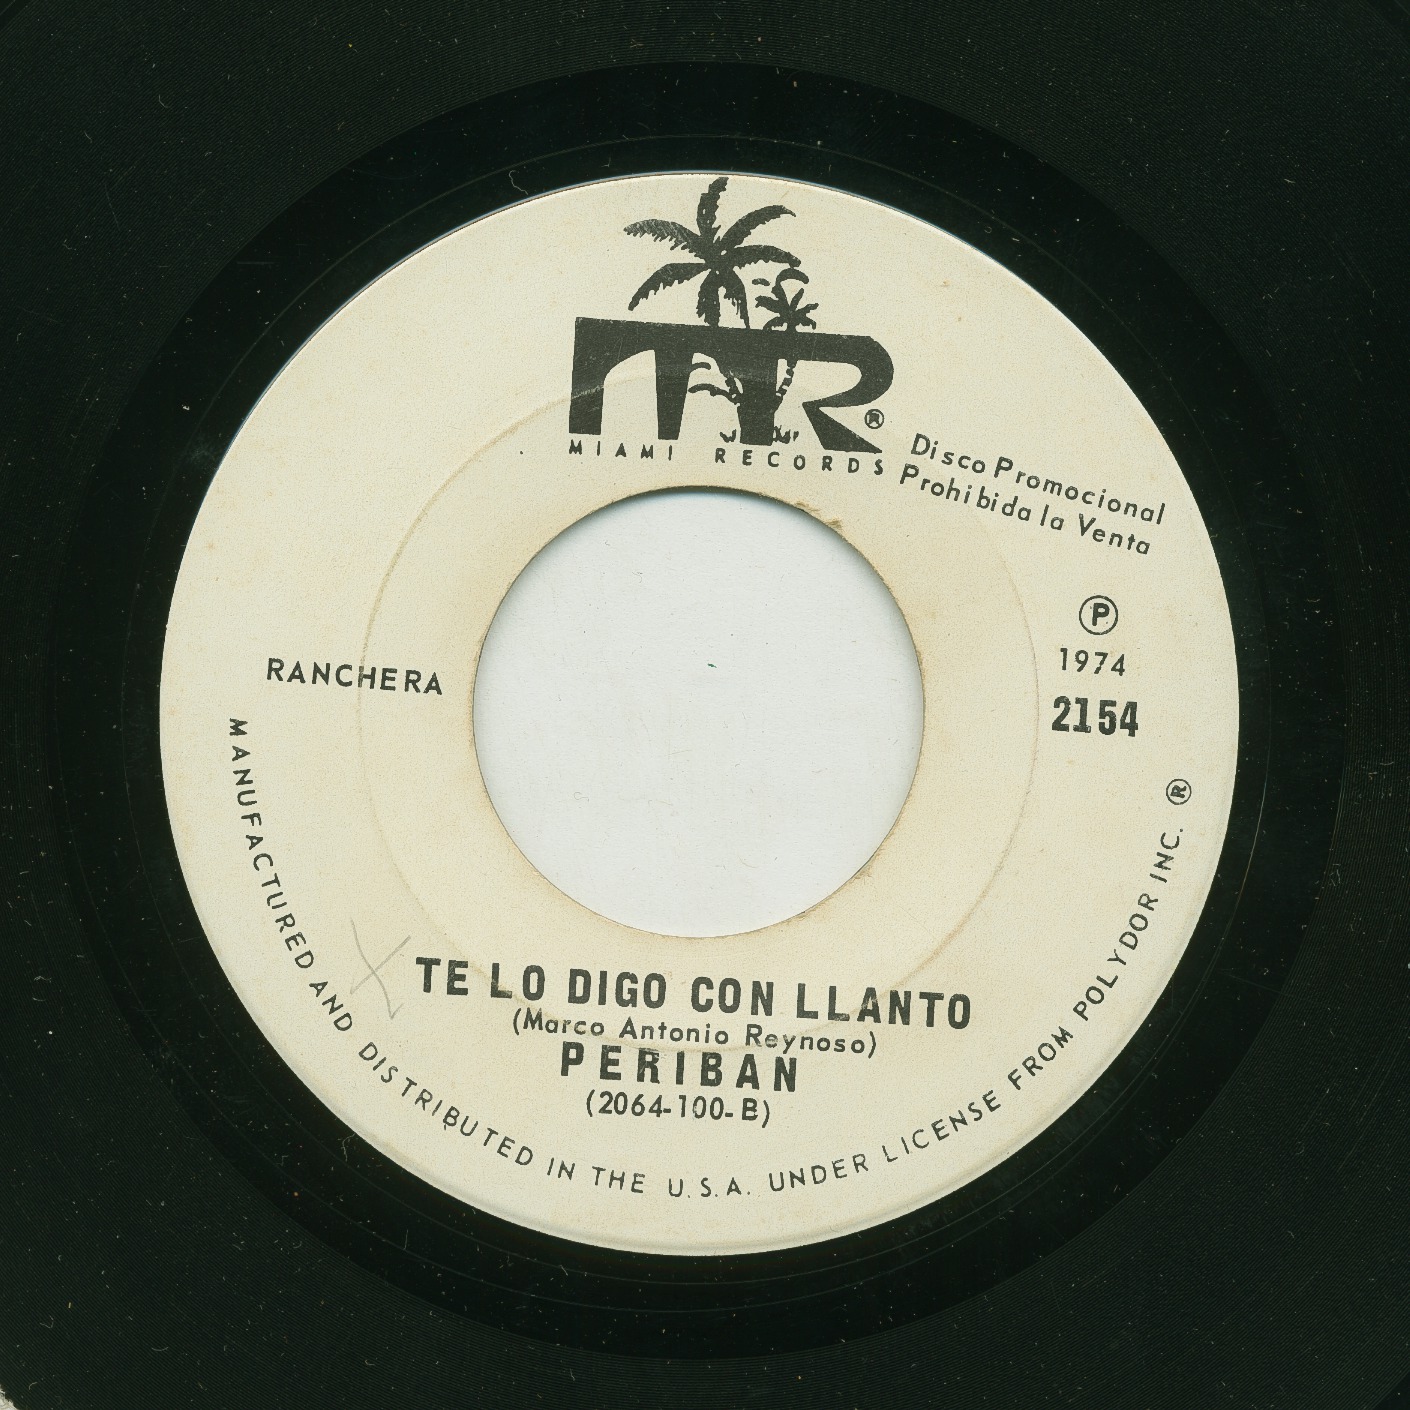 MR ®
MIAMI RECORDS
Disco Promocional
Prohibida la Venta
Ⓟ
1974
2154
RANCHERA
TE LO DIGO CON LLANTO
(Marco Antonio Reynoso)
PERIBAN
(2064-100-B)
MANUFACTURED AND DISTRIBUTED IN THE U.S.A. UNDER LICENSE FROM POLYDOR INC. ®